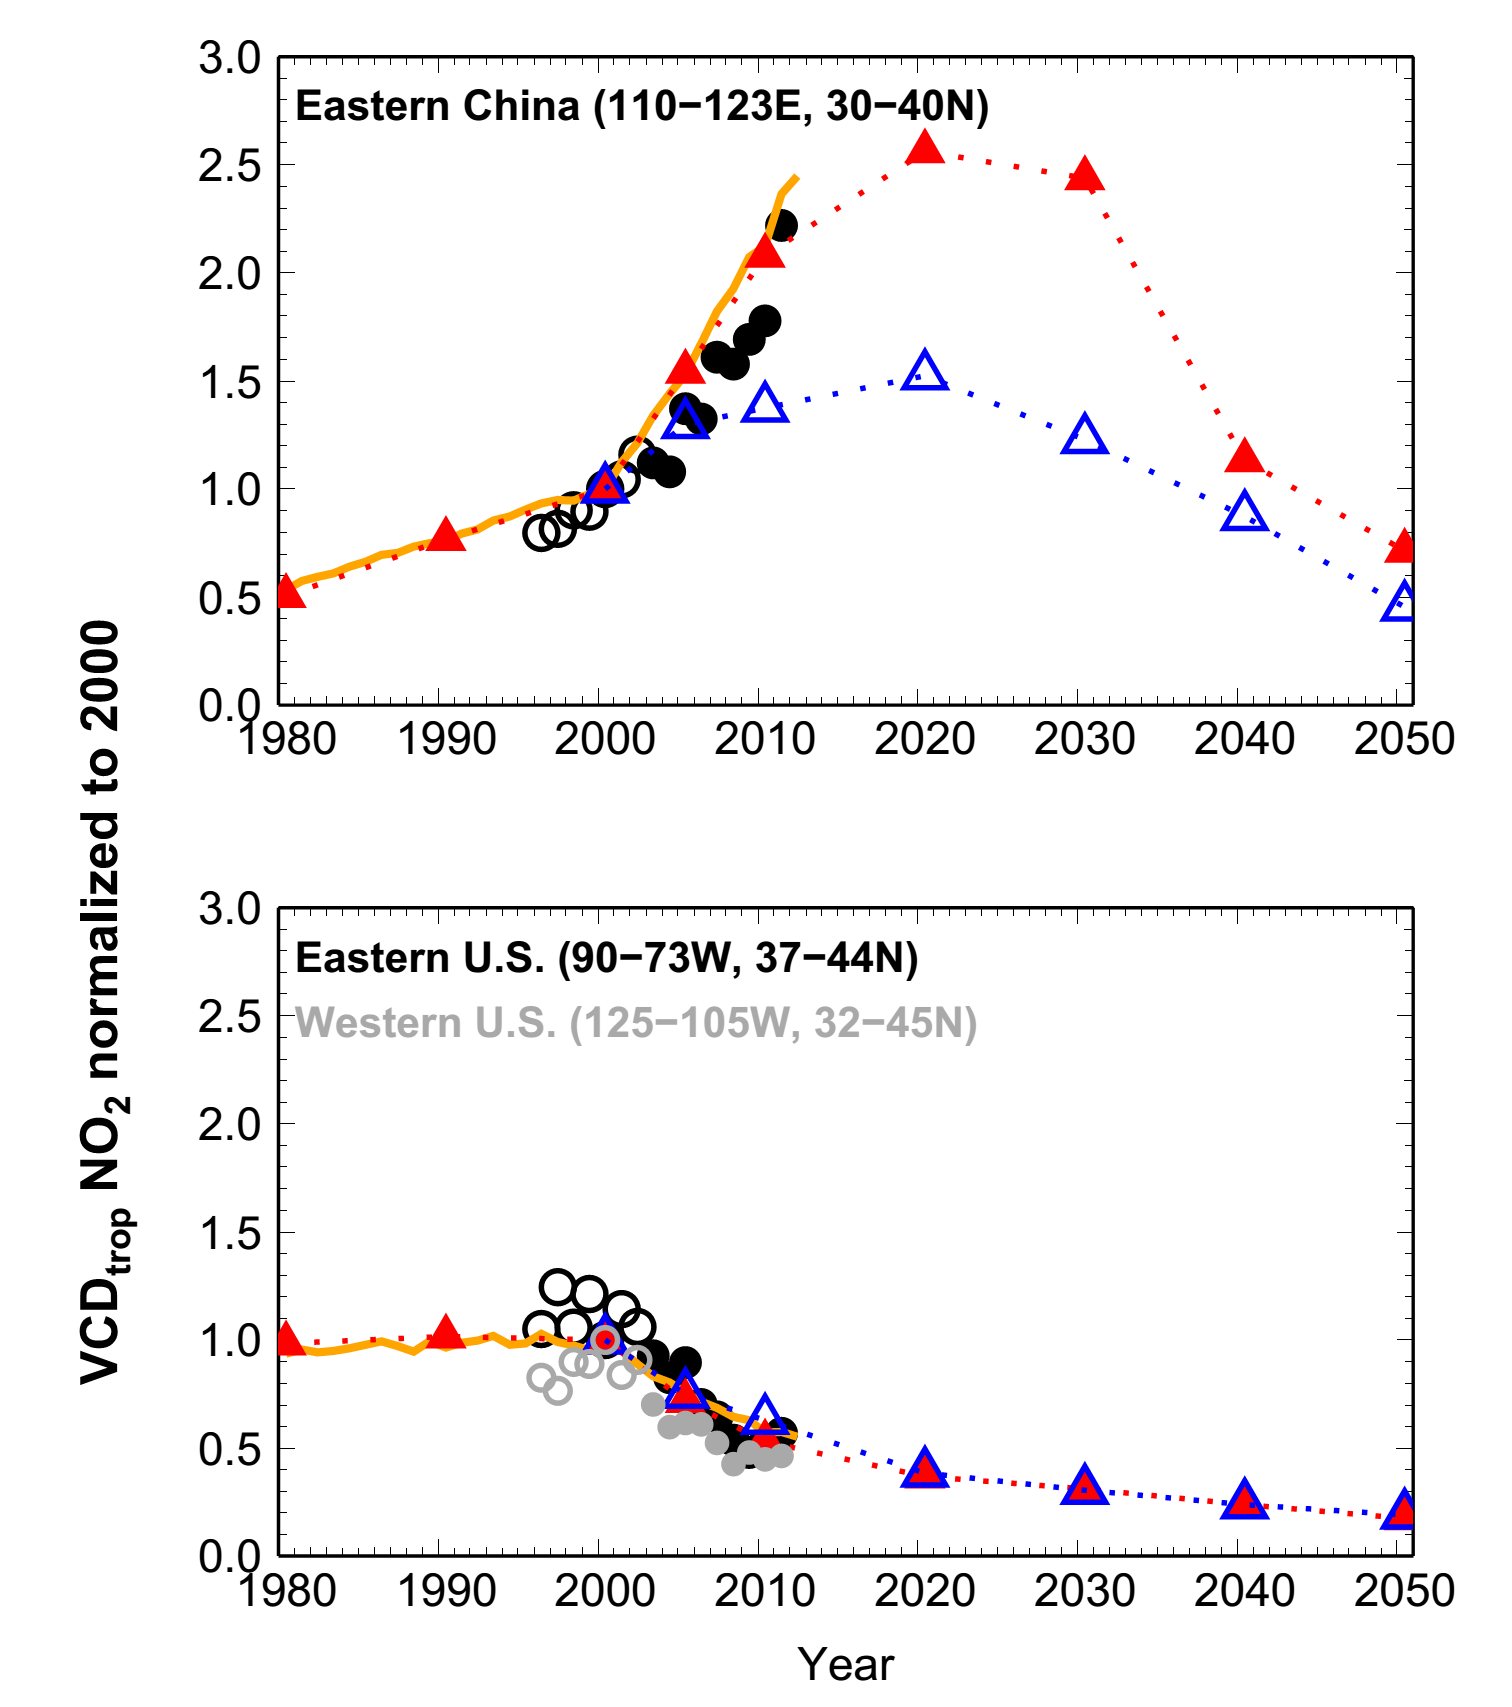 3.0
Eastern China (110−123E, 30−40N)
2.5
2.0
1.5
1.0
0.5
0.0
1980 1990 2000 2010 2020 2030 2040 2050
VCDtrop NO2 normalized to 2000
3.0
Eastern U.S. (90−73W, 37−44N)
2.5
Western U.S. (125−105W, 32−45N)
2.0
1.5
1.0
0.5
0.0
1980 1990 2000 2010 2020 2030 2040 2050
Year